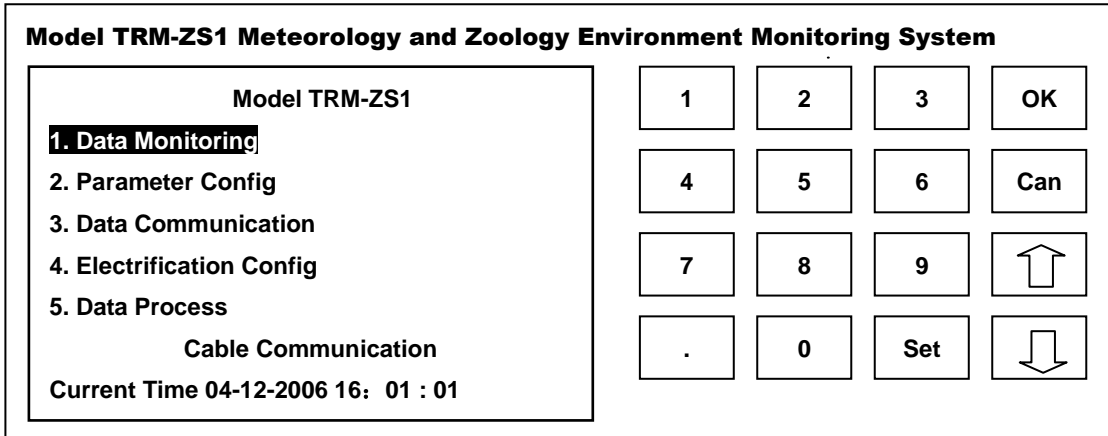 Model TRM-ZS1 Meteorology and Zoology Environment Monitoring System
Model TRM-ZS1
1. Data Monitoring
2. Parameter Config
3. Data Communication
4. Electrification Config
5. Data Process
Cable Communication
Current Time 04-12-2006 16：01 : 01
1 2 3 OK
4 5 6 Can
7 8 9
. 0 Set